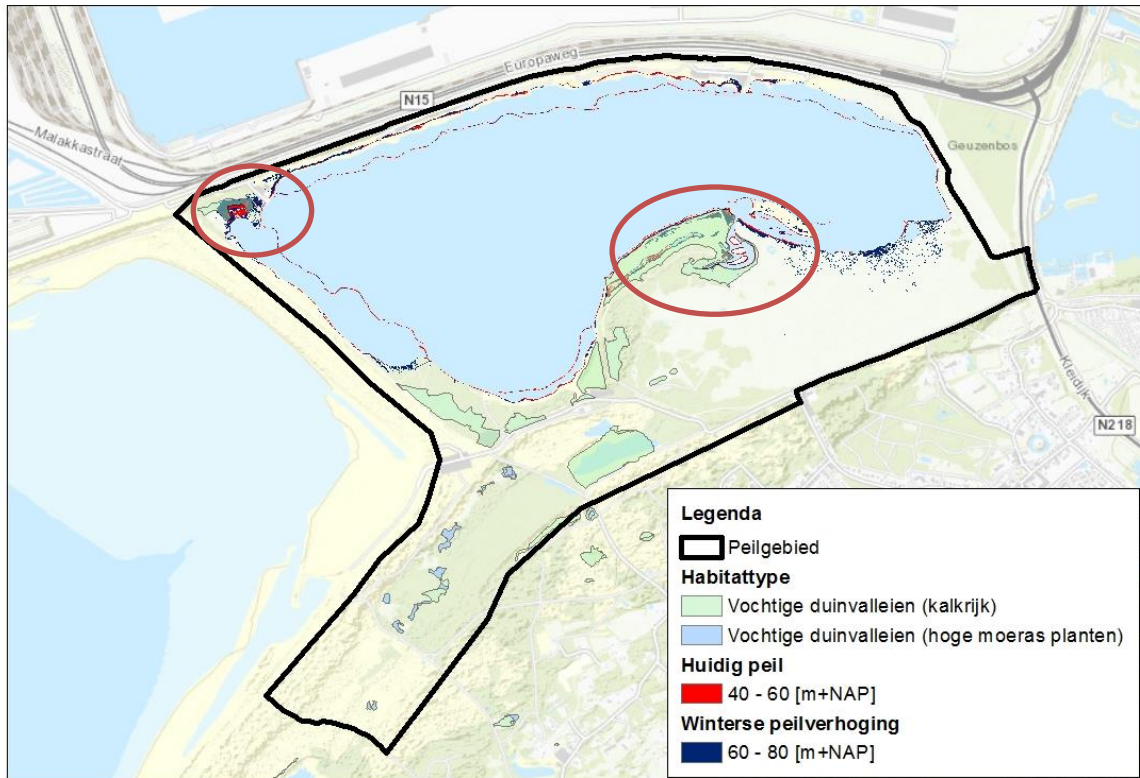 Europaweg
N15
Malakkastraat
Geuzenbos
Kleidijk
N218
Legenda
Peilgebied
Habitattype
Vochtige duinvalleien (kalkrijk)
Vochtige duinvalleien (hoge moeras planten)
Huidig peil
40 - 60 [m+NAP]
Winterse peilverhoging
60 - 80 [m+NAP]